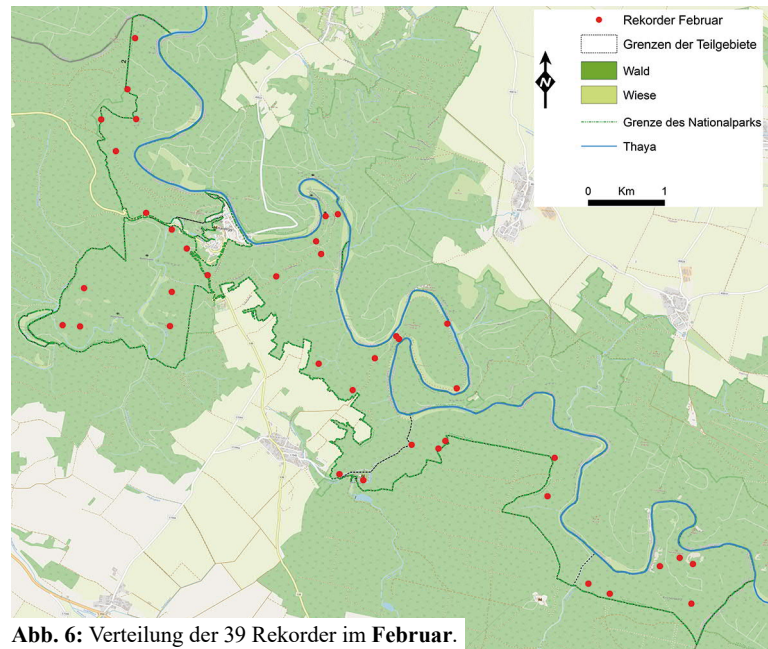 Rekorder Februar
Grenzen der Teilgebiete
Wald
Wiese
Grenze des Nationalparks
Thaya
N
0 Km 1
Abb. 6: Verteilung der 39 Rekorder im Februar.